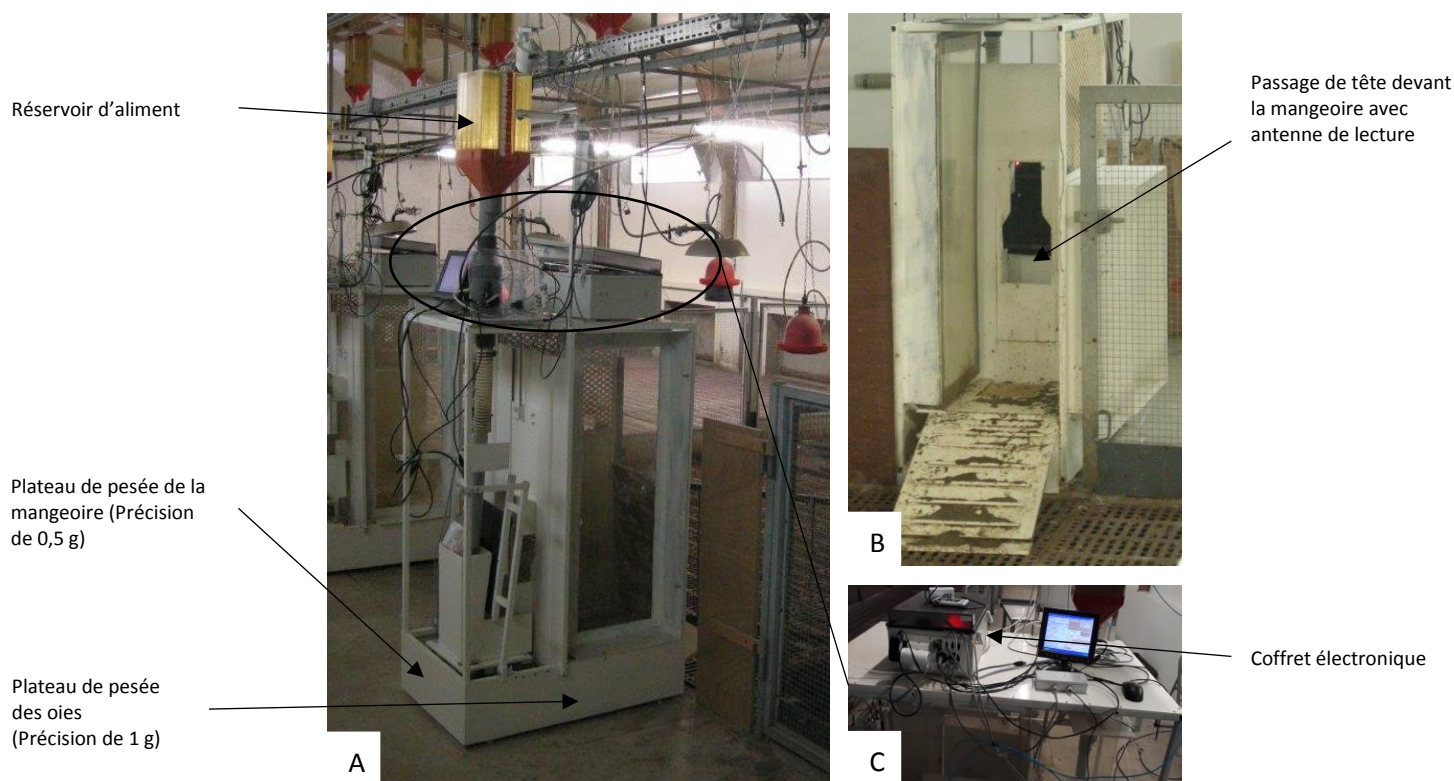 Réservoir d’aliment
Plateau de pesée de la
mangeoire (Précision
de 0,5 g)
Plateau de pesée
des oies
(Précision de 1 g)
A
Passage de tête devant
la mangeoire avec
antenne de lecture
B
Coffret électronique
C